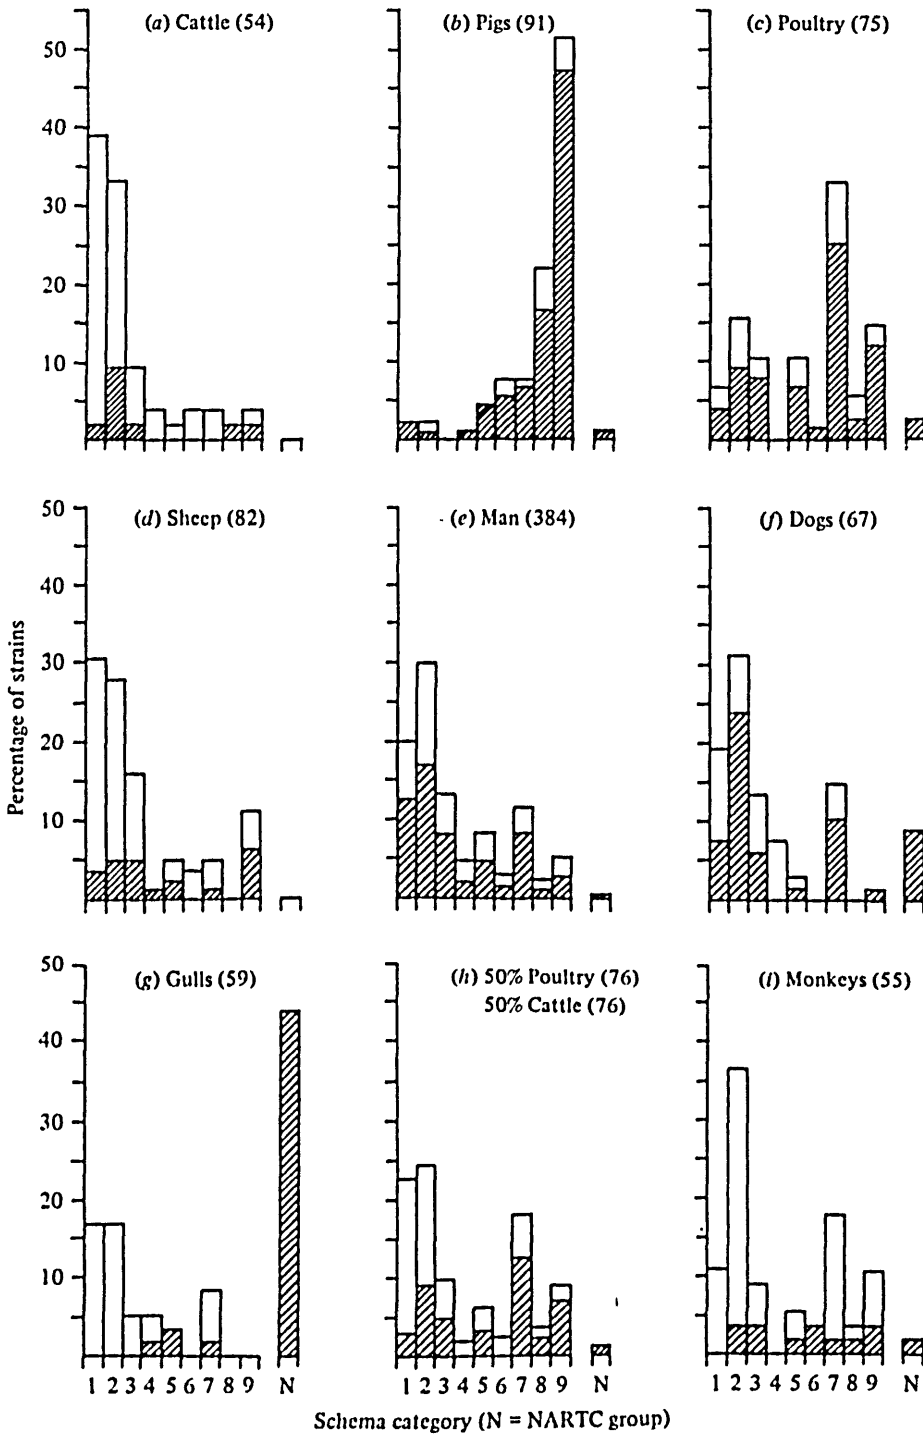 (a) Cattle (54)
(b) Pigs (91)
(c) Poultry (75)
50
40
30
20
10
(d) Sheep (82)
(e) Man (384)
(f) Dogs (67)
50
40
30
20
10
Percentage of strains
(g) Gulls (59)
(h) 50% Poultry (76)
50% Cattle (76)
(i) Monkeys (55)
50
40
30
20
10
1 2 3 4 5 6 7 8 9 N
1 2 3 4 5 6 7 8 9 N
1 2 3 4 5 6 7 8 9 N
Schema category (N = NARTC group)